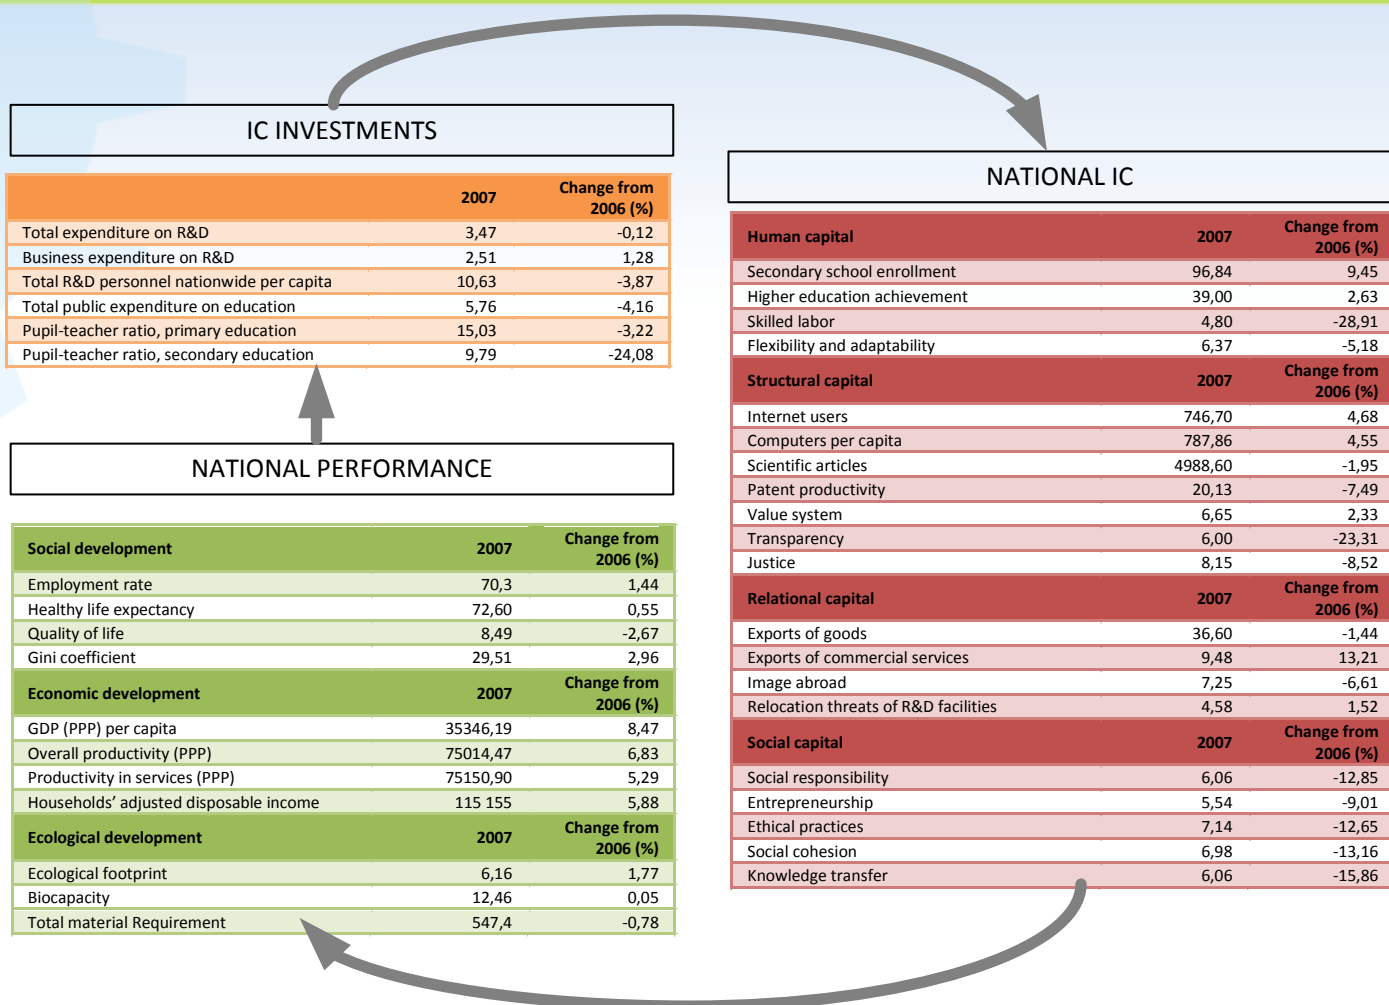 IC INVESTMENTS
2007 Change from 2006 (%)
Total expenditure on R&D 3,47 -0,12
Business expenditure on R&D 2,51 1,28
Total R&D personnel nationwide per capita 10,63 -3,87
Total public expenditure on education 5,76 -4,16
Pupil-teacher ratio, primary education 15,03 -3,22
Pupil-teacher ratio, secondary education 9,79 -24,08
NATIONAL PERFORMANCE
Social development 2007 Change from 2006 (%)
Employment rate 70,3 1,44
Healthy life expectancy 72,60 0,55
Quality of life 8,49 -2,67
Gini coefficient 29,51 2,96
Economic development 2007 Change from 2006 (%)
GDP (PPP) per capita 35346,19 8,47
Overall productivity (PPP) 75014,47 6,83
Productivity in services (PPP) 75150,90 5,29
Households’ adjusted disposable income 115 155 5,88
Ecological development 2007 Change from 2006 (%)
Ecological footprint 6,16 1,77
Biocapacity 12,46 0,05
Total material Requirement 547,4 -0,78
NATIONAL IC
Human capital 2007 Change from 2006 (%)
Secondary school enrollment 96,84 9,45
Higher education achievement 39,00 2,63
Skilled labor 4,80 -28,91
Flexibility and adaptability 6,37 -5,18
Structural capital 2007 Change from 2006 (%)
Internet users 746,70 4,68
Computers per capita 787,86 4,55
Scientific articles 4988,60 -1,95
Patent productivity 20,13 -7,49
Value system 6,65 2,33
Transparency 6,00 -23,31
Justice 8,15 -8,52
Relational capital 2007 Change from 2006 (%)
Exports of goods 36,60 -1,44
Exports of commercial services 9,48 13,21
Image abroad 7,25 -6,61
Relocation threats of R&D facilities 4,58 1,52
Social capital 2007 Change from 2006 (%)
Social responsibility 6,06 -12,85
Entrepreneurship 5,54 -9,01
Ethical practices 7,14 -12,65
Social cohesion 6,98 -13,16
Knowledge transfer 6,06 -15,86